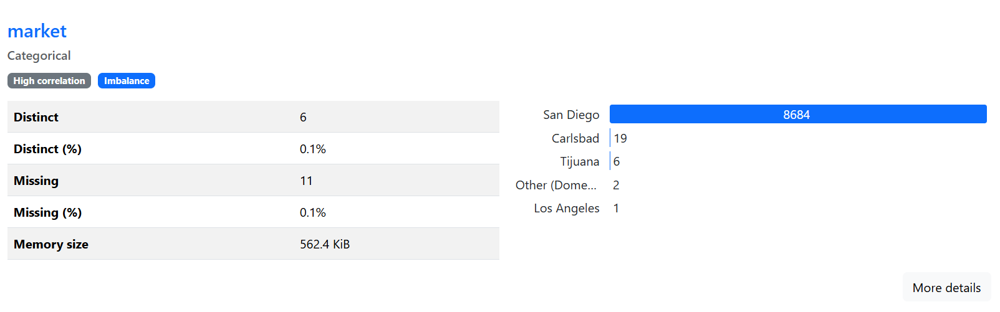 market
Categorical
High correlation Imbalance
Distinct 6
Distinct (%) 0.1%
Missing 11
Missing (%) 0.1%
Memory size 562.4 KiB
San Diego 8684
Carlsbad 19
Tijuana 6
Other (Dome... 2
Los Angeles 1
More details